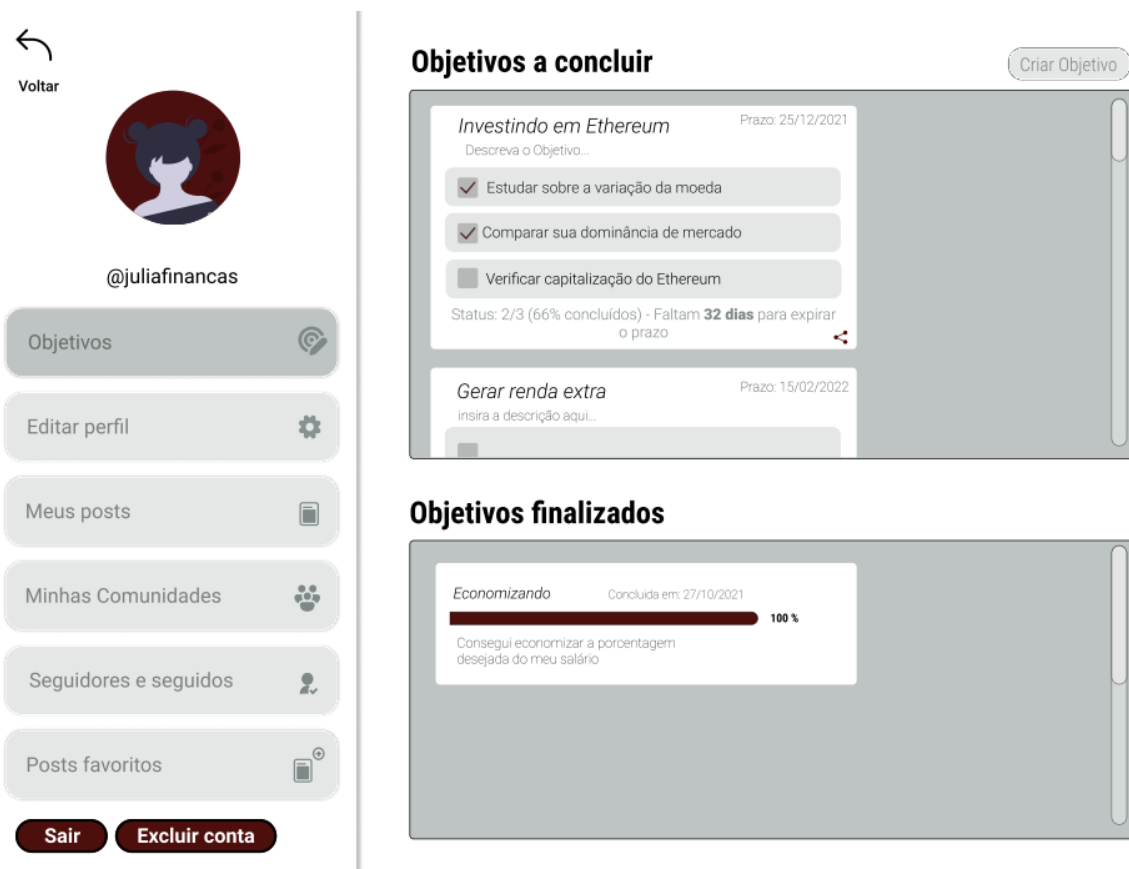 Voltar
@juliafinancas
Objetivos
Editar perfil
Meus posts
Minhas Comunidades
Seguidores e seguidos
Posts favoritos
Sair
Excluir conta
Objetivos a concluir
Criar Objetivo
Investindo em Ethereum
Prazo: 25/12/2021
Descreva o Objetivo...
Estudar sobre a variação da moeda
Comparar sua dominância de mercado
Verificar capitalização do Ethereum
Status: 2/3 (66% concluídos) - Faltam 32 dias para expirar
o prazo
Gerar renda extra
Prazo: 15/02/2022
insira a descrição aqui...
Objetivos finalizados
Economizando
Concluida em: 27/10/2021
100 %
Consegui economizar a porcentagem
desejada do meu salário